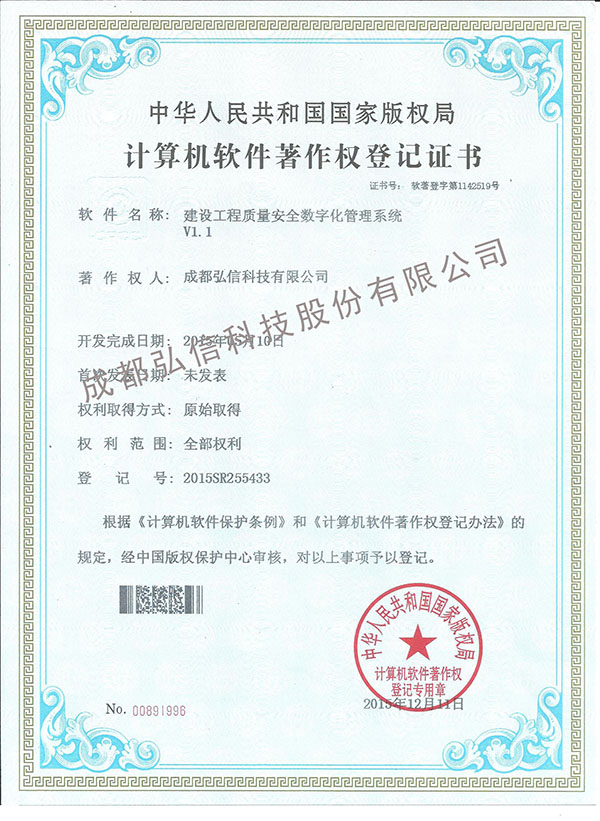 中华人民共和国国家版权局
计算机软件著作权登记证书
证书号： 软著登字第1142519号
软件名称： 建设工程质量安全数字化管理系统
V1.1
著作权人： 成都弘信科技有限公司
成都弘信科技股份有限公司
开发完成日期： 2015年05月10日
首次发表日期： 未发表
权利取得方式： 原始取得
权利范围： 全部权利
登记号： 2015SR255433
根据《计算机软件保护条例》和《计算机软件著作权登记办法》的
规定，经中国版权保护中心审核，对以上事项予以登记。
中华人民共和国国家版权局
计算机软件著作权
登记专用章
No. 00891996
2015年12月11日